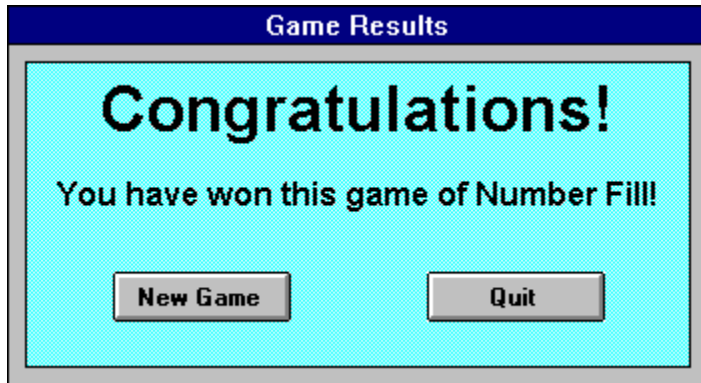 Game Results
Congratulations!
You have won this game of Number Fill!
New Game
Quit